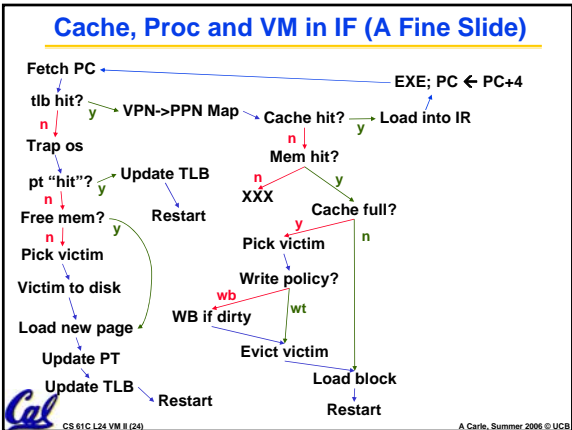 Cache, Proc and VM in IF (A Fine Slide)
Fetch PC
EXE; PC ← PC+4
tlb hit?
y
VPN->PPN Map
Cache hit?
y
Load into IR
n
n
Trap os
Mem hit?
pt “hit”?
y
Update TLB
n
y
XXX
n
Restart
Cache full?
Free mem?
y
y
n
n
Pick victim
Pick victim
Write policy?
Victim to disk
wb
wt
WB if dirty
Load new page
Evict victim
Update PT
Load block
Update TLB
Restart
Restart
Cal
CS 61C L24 VM II (24)
A Carle, Summer 2006 © UCB